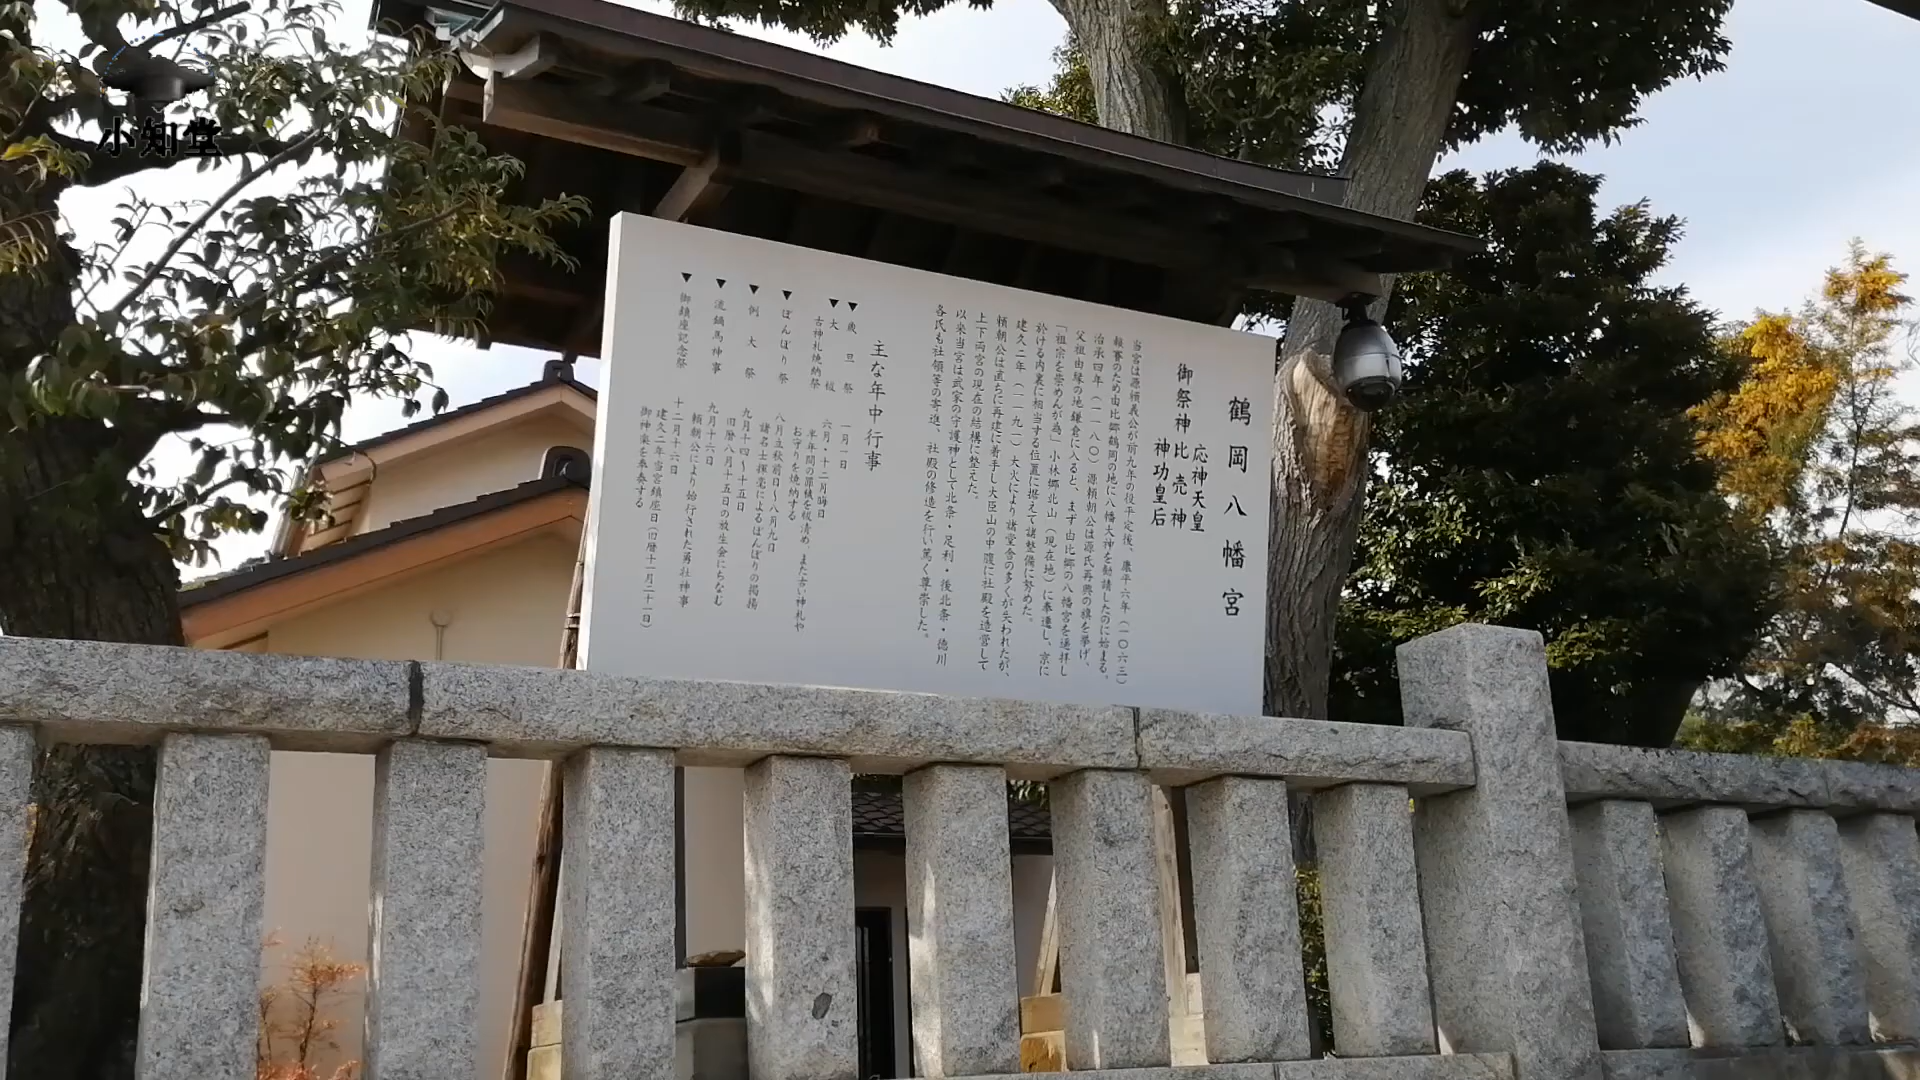 小知堂
鶴岡八幡宮
応神天皇
御祭神 比売神
神功皇后
当宮は源頼義公が前九年の役平定後、康平六年(一〇六三)
報賽のため由比郷鶴岡の地に八幡大神を勧請したのに始まる。
治承四年(一一八〇)源頼朝公は源氏再興の旗を挙げ、
父祖由縁の地鎌倉に入ると、まず由比郷の八幡宮を遥拝し
「祖宗を崇めんが為」小林郷北山(現在地)に奉遷し、京に
於ける内裏に相当する位置に据えて諸整備に努めた。
建久二年(一一九一)大火により諸堂舎の多くが失われたが、
頼朝公は直ちに再建に着手し大臣山の中腹に社殿を造営して
上下両宮の現在の結構に整えた。
以来当宮は武家の守護神として北条・足利・後北条・徳川
各氏も社領等の寄進、社殿の修造を行い篤く尊崇した。
主な年中行事
▼歳旦祭 一月一日
▼大祓 六月・十二月晦日
古神札焼納祭 半年間の罪穢を祓清め、また古い神札や
お守りを焼納する
▼ぼんぼり祭 八月立秋前日〜八月九日
諸名士揮毫によるぼんぼりの掲揚
▼例大祭 九月十四〜十五日
旧暦八月十五日の放生会にちなむ
▼流鏑馬神事 九月十六日
頼朝公により始行された勇壮神事
▼御鎮座記念祭 十二月十六日
建久二年当宮鎮座日(旧暦十一月二十一日)
御神楽を奉奏する